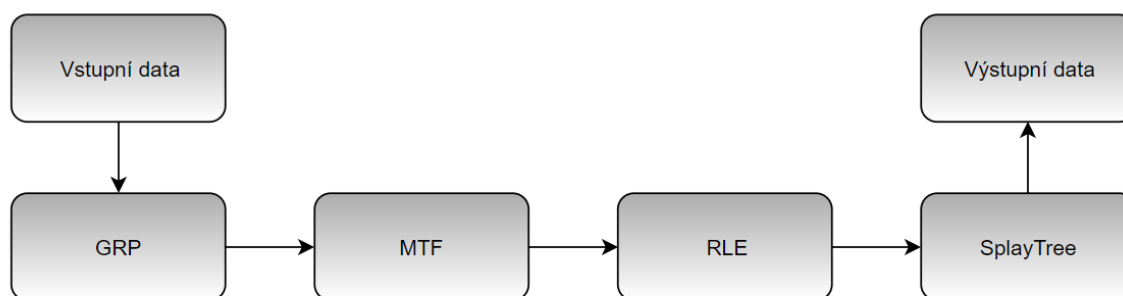 Vstupní data
Výstupní data
GRP
MTF
RLE
SplayTree